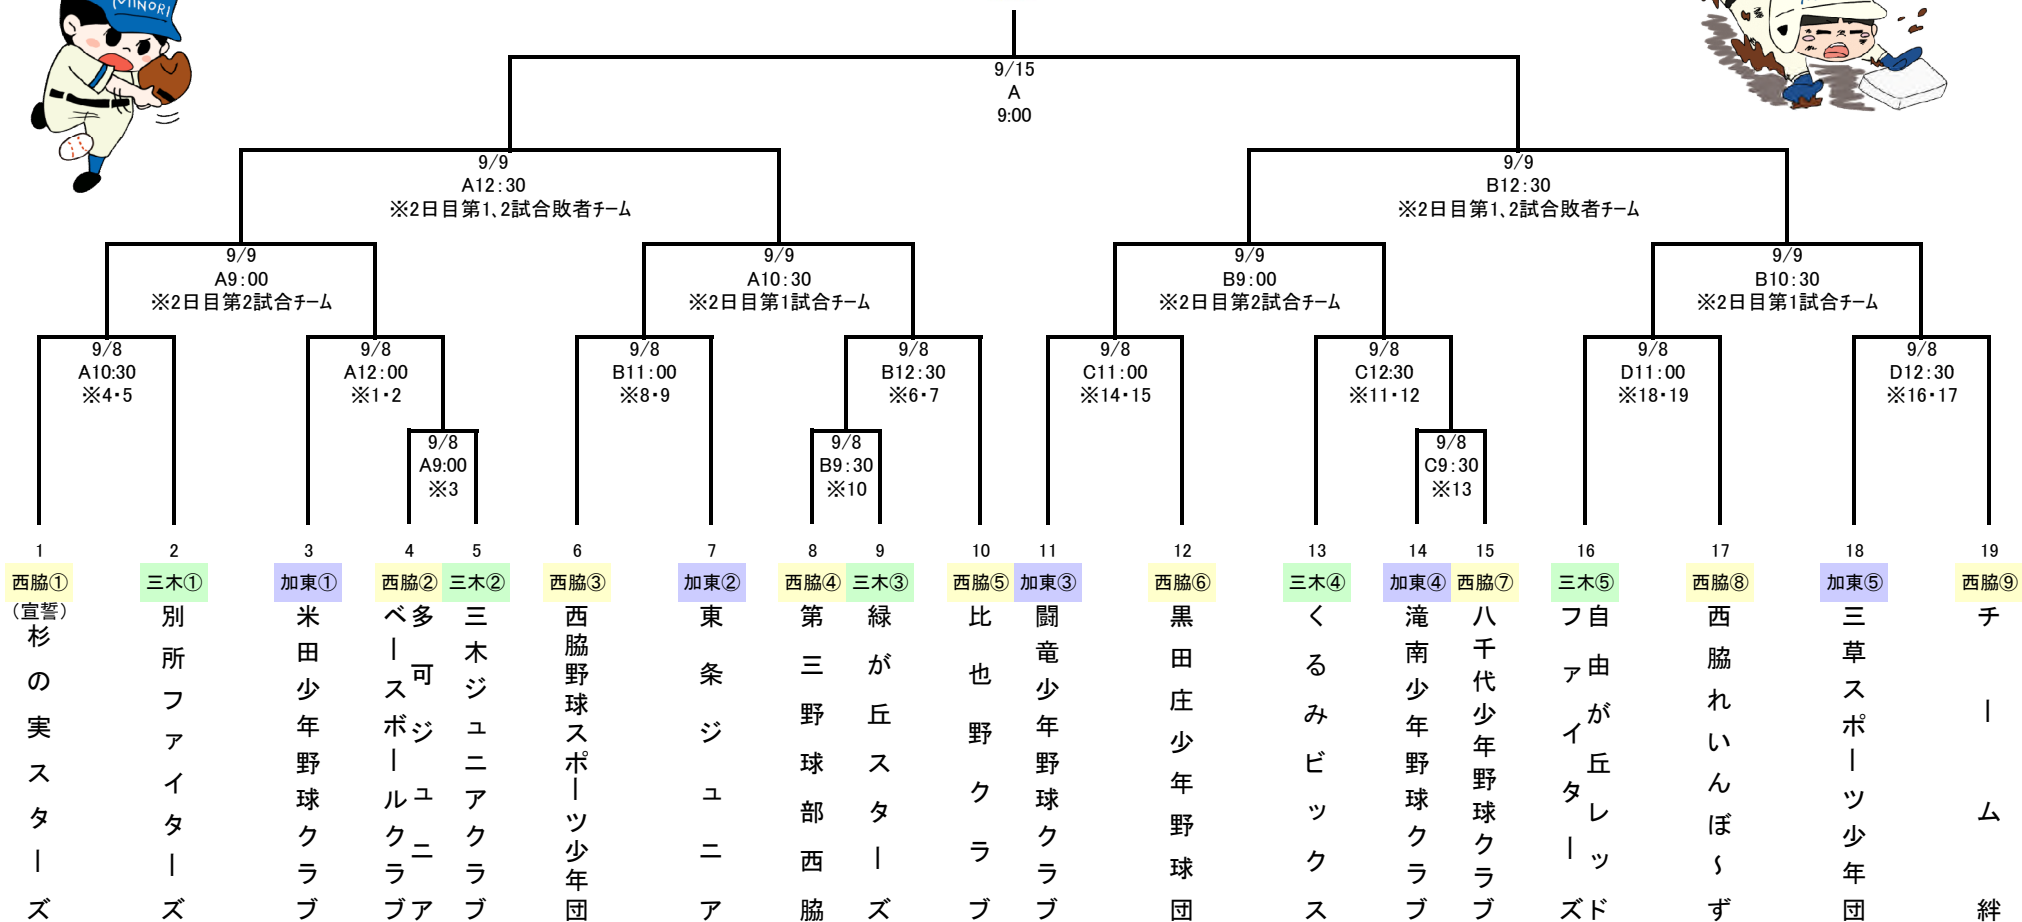 MINORI
9/15
A
9:00
9/9
A12:30
※2日目第1、2試合敗者チーム
9/9
B12:30
※2日目第1、2試合敗者チーム
9/9
A9:00
※2日目第2試合チーム
9/9
A10:30
※2日目第1試合チーム
9/9
B9:00
※2日目第2試合チーム
9/9
B10:30
※2日目第1試合チーム
9/8
A10:30
※4・5
9/8
A12:00
※1・2
9/8
B11:00
※8・9
9/8
B12:30
※6・7
9/8
C11:00
※14・15
9/8
C12:30
※11・12
9/8
D11:00
※18・19
9/8
D12:30
※16・17
9/8
A9:00
※3
9/8
B9:30
※10
9/8
C9:30
※13
1
西脇①
(宣誓)
杉の実スターズ
2
三木①
別所ファイターズ
3
加東①
米田少年野球クラブ
4
西脇②
多可ジュニア
ベースボールクラブ
5
三木②
三木ジュニアクラブ
6
西脇③
西脇野球スポーツ少年団
7
加東②
東条ジュニア
8
西脇④
第三野球部西脇
9
三木③
緑が丘スターズ
10
西脇⑤
比也野クラブ
11
加東③
闘竜少年野球クラブ
12
西脇⑥
黒田庄少年野球団
13
三木④
くるみビックス
14
加東④
滝南少年野球クラブ
15
西脇⑦
八千代少年野球クラブ
16
三木⑤
自由が丘レッド
ファイターズ
17
西脇⑧
西脇れいんぼ~ず
18
加東⑤
三草スポーツ少年団
19
西脇⑨
チーム絆